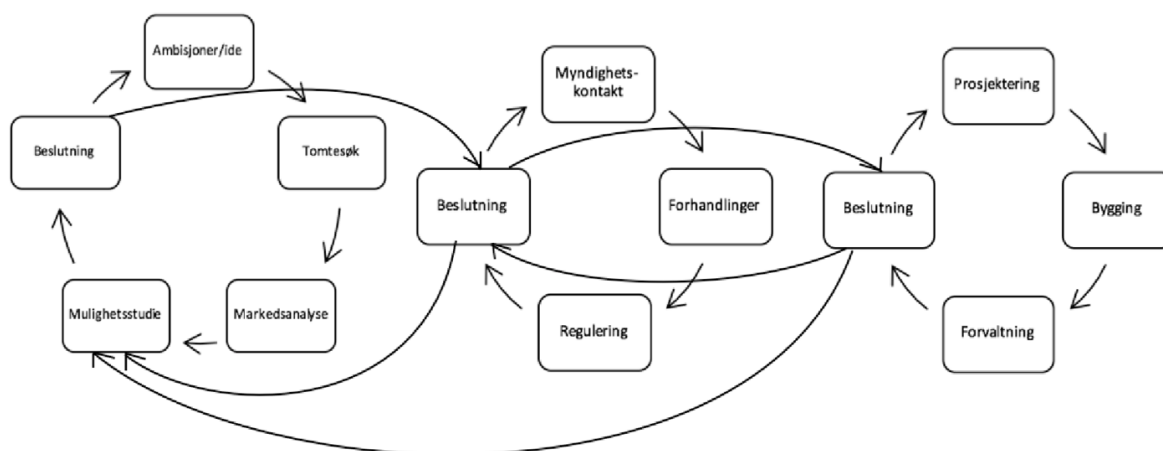 Ambisjoner/ide
Beslutning
Tomtesøk
Mulighetsstudie
Markedsanalyse
Beslutning
Myndighets-
kontakt
Forhandlinger
Regulering
Beslutning
Prosjektering
Bygging
Forvaltning